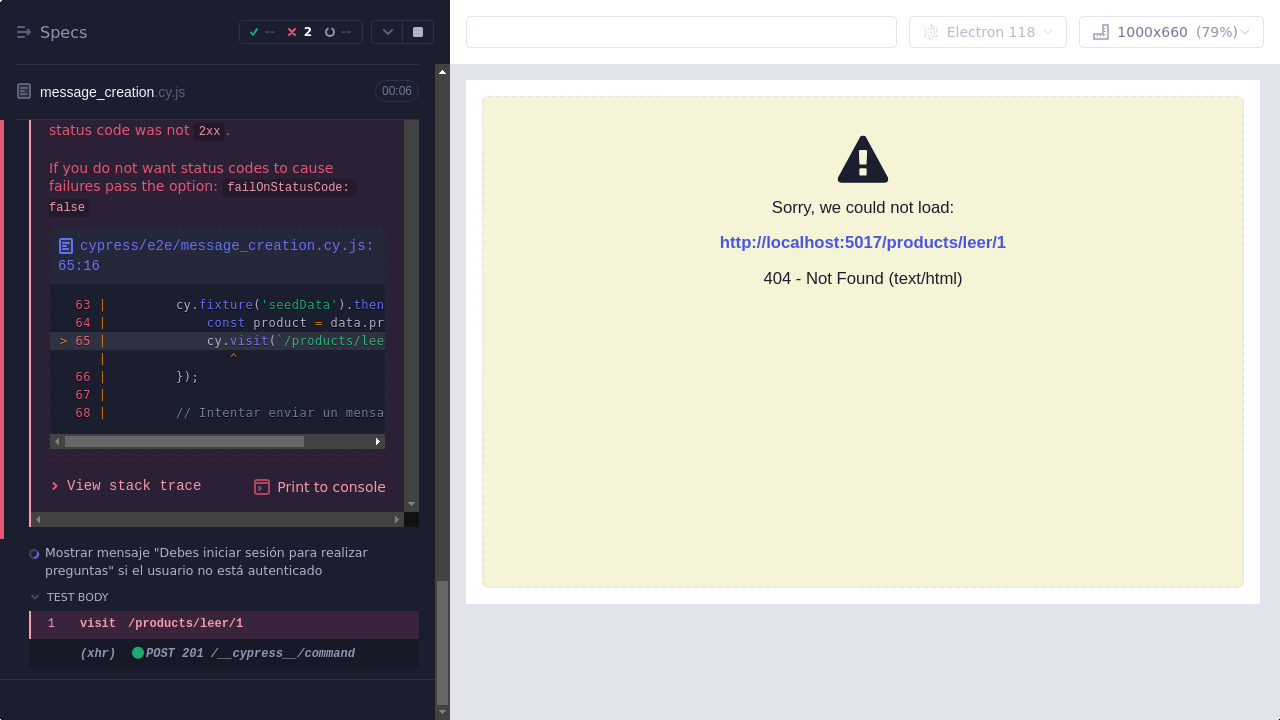 Specs
-- 2 --
message_creation.cy.js 00:06
status code was not 2xx.
If you do not want status codes to cause
failures pass the option: failOnStatusCode:
false
cypress/e2e/message_creation.cy.js:
65:16
63 | cy.fixture('seedData').then
64 | const product = data.pr
> 65 | cy.visit(`/products/lee
| ^
66 | });
67 |
68 | // Intentar enviar un mensa
View stack trace
Print to console
Mostrar mensaje "Debes iniciar sesión para realizar
preguntas" si el usuario no está autenticado
TEST BODY
1 visit /products/leer/1
(xhr) POST 201 /__cypress__/command
Electron 118
1000x660 (79%)
Sorry, we could not load:
http://localhost:5017/products/leer/1
404 - Not Found (text/html)